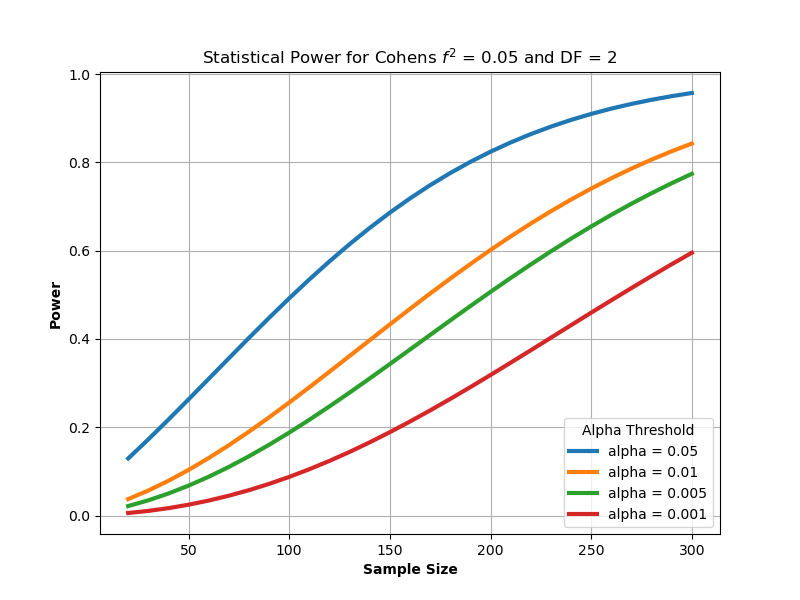 Statistical Power for Cohens f² = 0.05 and DF = 2
Power
1.0
0.8
0.6
0.4
0.2
0.0
50 100 150 200 250 300
Sample Size
Alpha Threshold
alpha = 0.05
alpha = 0.01
alpha = 0.005
alpha = 0.001